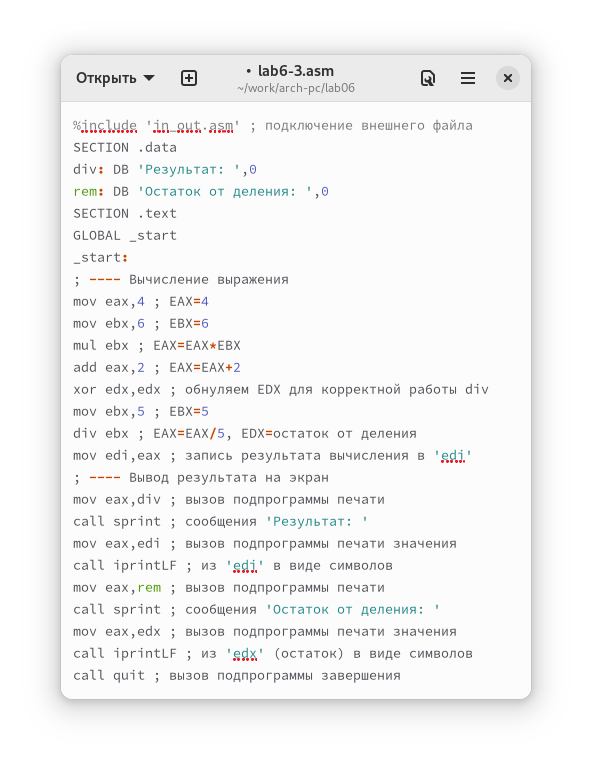 Открыть
• lab6-3.asm
~/work/arch-pc/lab06
%include 'in_out.asm' ; подключение внешнего файла
SECTION .data
div: DB 'Результат: ',0
rem: DB 'Остаток от деления: ',0
SECTION .text
GLOBAL _start
_start:
; ---- Вычисление выражения
mov eax,4 ; EAX=4
mov ebx,6 ; EBX=6
mul ebx ; EAX=EAX*EBX
add eax,2 ; EAX=EAX+2
xor edx,edx ; обнуляем EDX для корректной работы div
mov ebx,5 ; EBX=5
div ebx ; EAX=EAX/5, EDX=остаток от деления
mov edi,eax ; запись результата вычисления в 'edi'
; ---- Вывод результата на экран
mov eax,div ; вызов подпрограммы печати
call sprint ; сообщения 'Результат: '
mov eax,edi ; вызов подпрограммы печати значения
call iprintLF ; из 'edi' в виде символов
mov eax,rem ; вызов подпрограммы печати
call sprint ; сообщения 'Остаток от деления: '
mov eax,edx ; вызов подпрограммы печати значения
call iprintLF ; из 'edx' (остаток) в виде символов
call quit ; вызов подпрограммы завершения